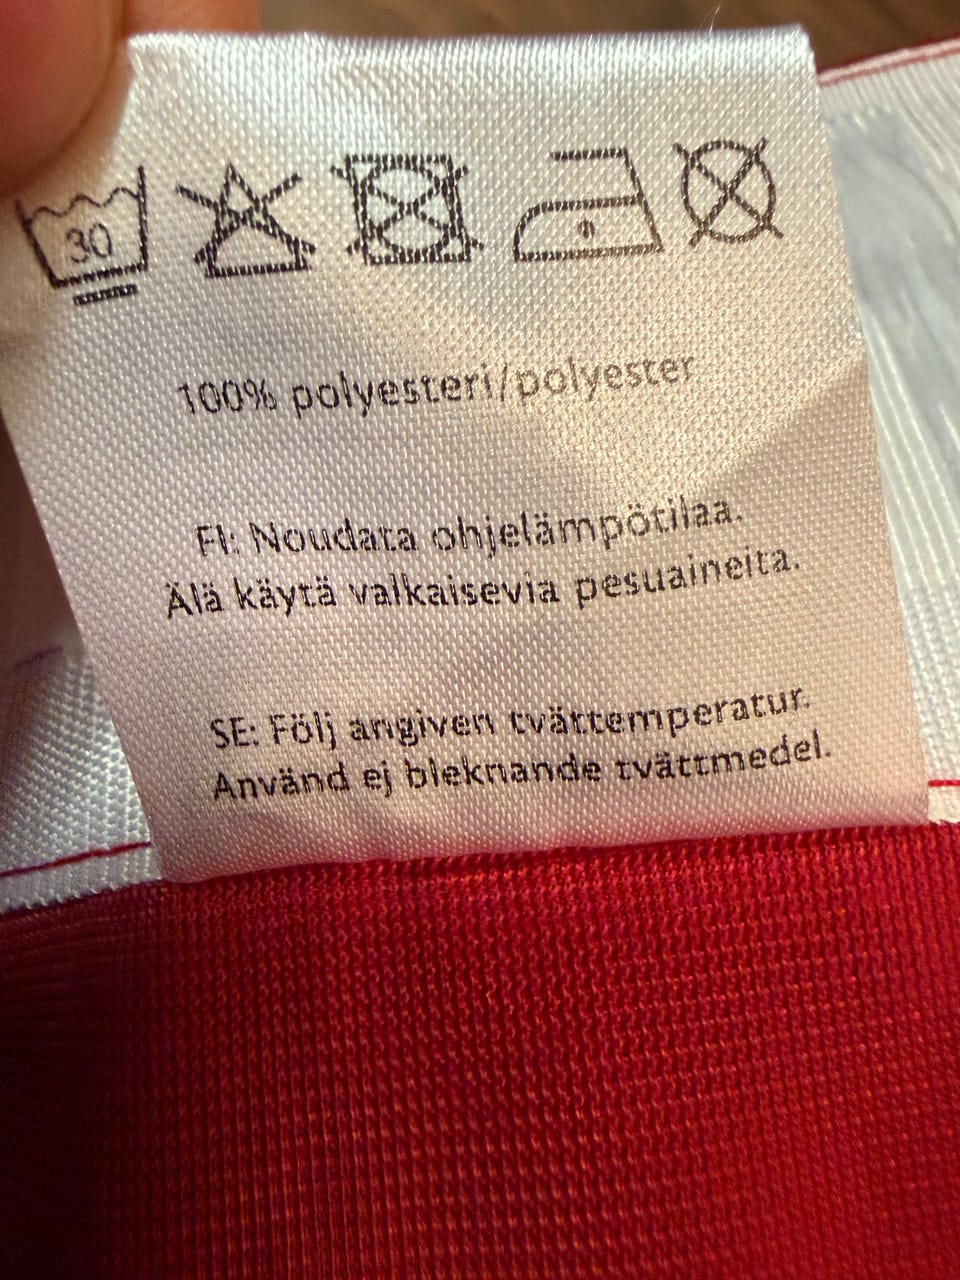 30
100% polyesteri/polyester
FI: Noudata ohjelämpötilaa.
Älä käytä valkaisevia pesuaineita.
SE: Följ angiven tvättemperatur.
Använd ej bleknande tvättmedel.